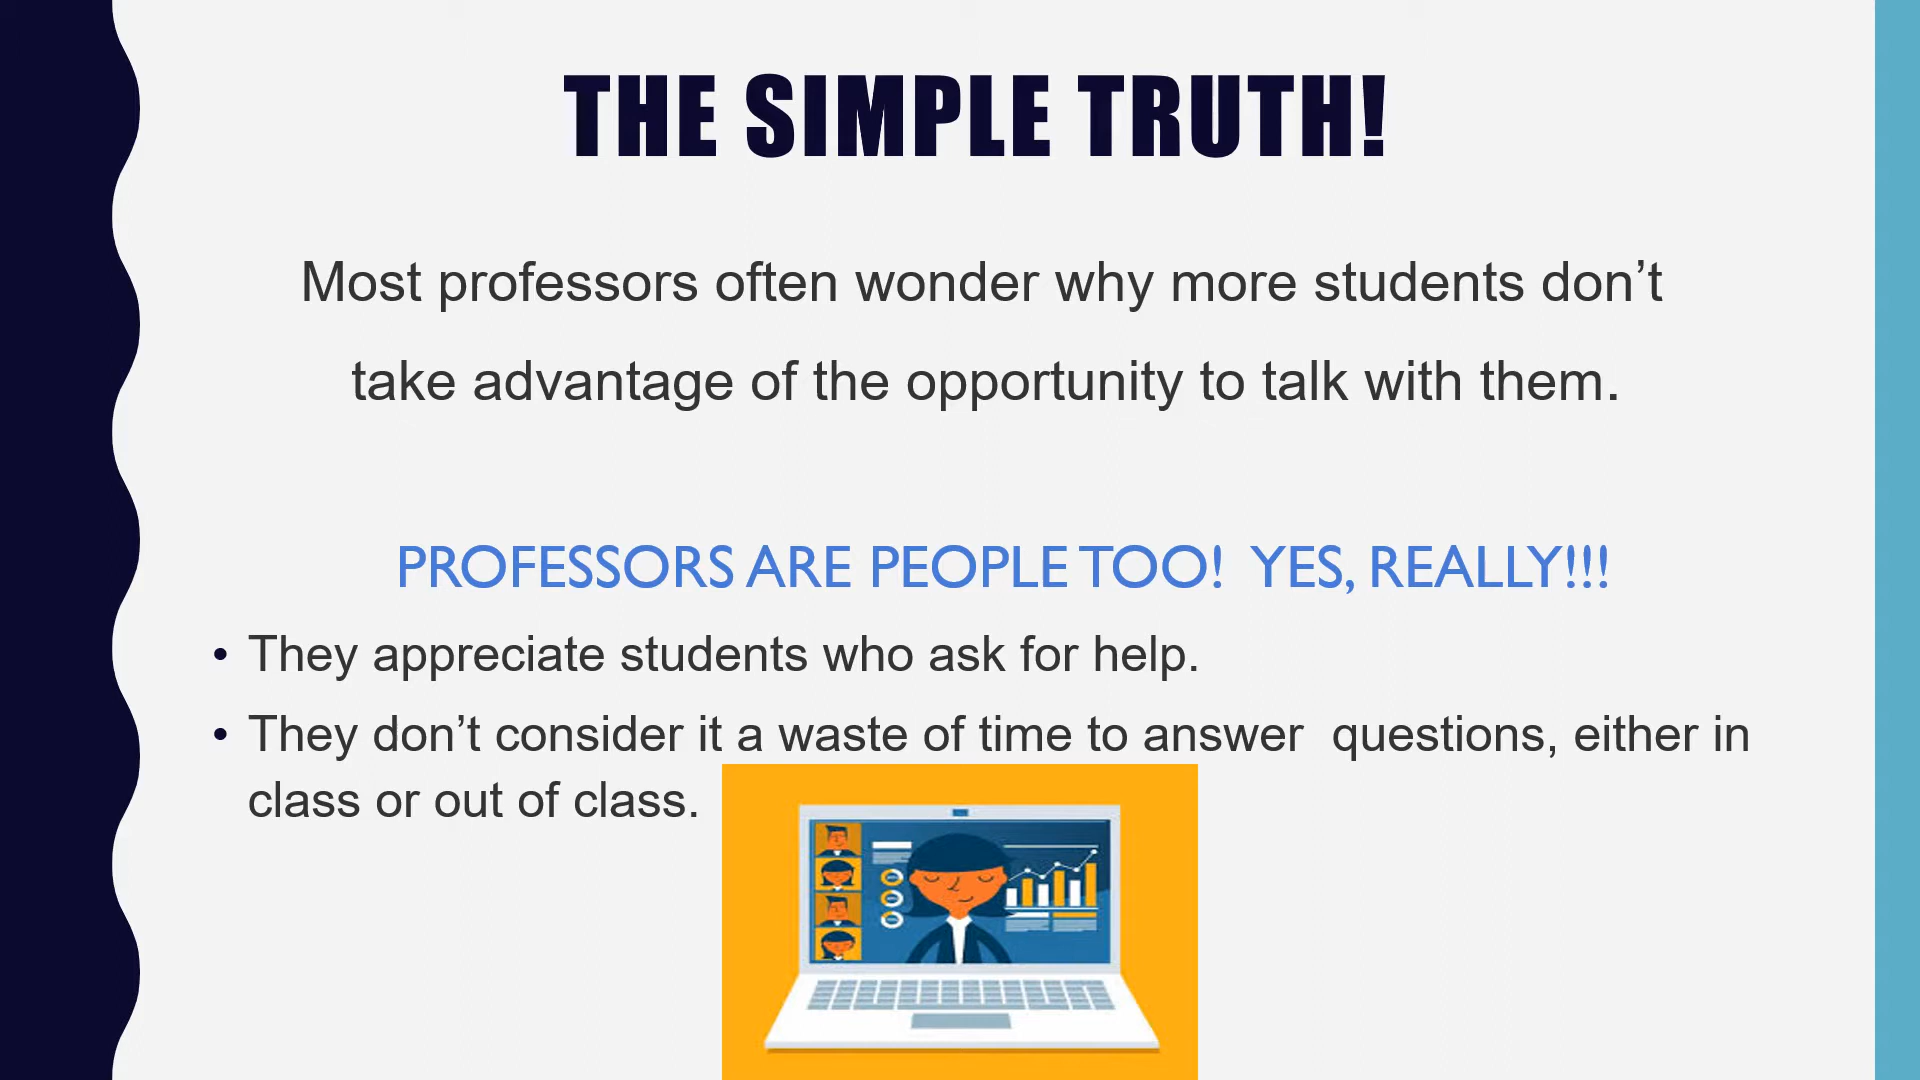 THE SIMPLE TRUTH!
Most professors often wonder why more students don’t
take advantage of the opportunity to talk with them.
PROFESSORS ARE PEOPLE TOO!  YES, REALLY!!!
• They appreciate students who ask for help.
• They don’t consider it a waste of time to answer  questions, either in
class or out of class.